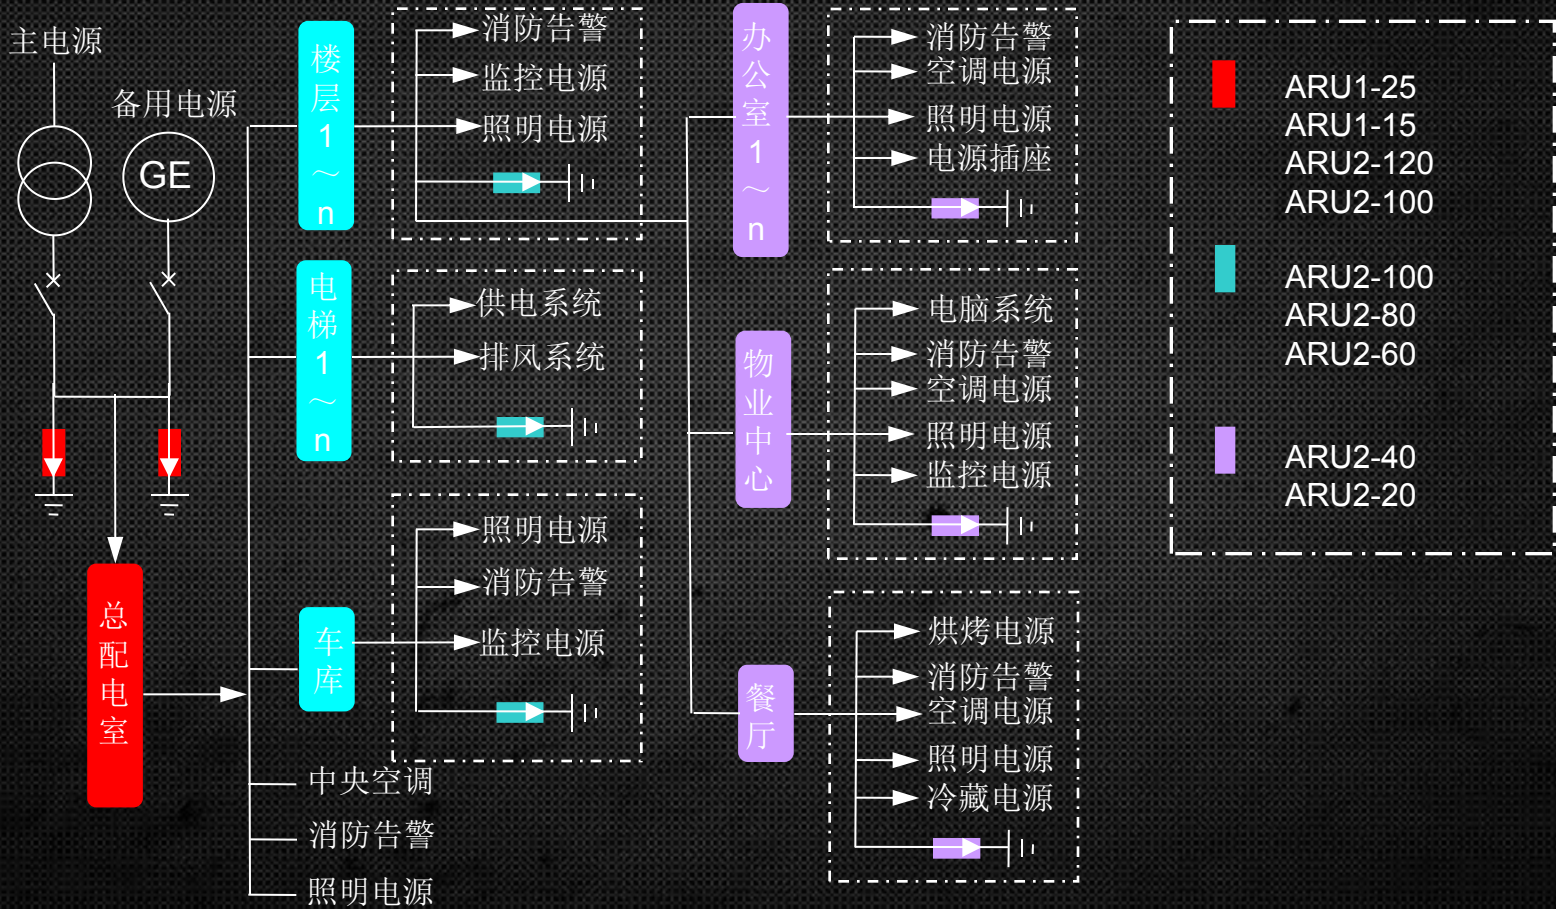 主电源
备用电源
GE
总配电室
楼层1～n
消防告警
监控电源
照明电源
电梯1～n
供电系统
排风系统
车库
照明电源
消防告警
监控电源
中央空调
消防告警
照明电源
办公室1～n
消防告警
空调电源
照明电源
电源插座
物业中心
电脑系统
消防告警
空调电源
照明电源
监控电源
餐厅
烘烤电源
消防告警
空调电源
照明电源
冷藏电源
ARU1-25
ARU1-15
ARU2-120
ARU2-100
ARU2-100
ARU2-80
ARU2-60
ARU2-40
ARU2-20